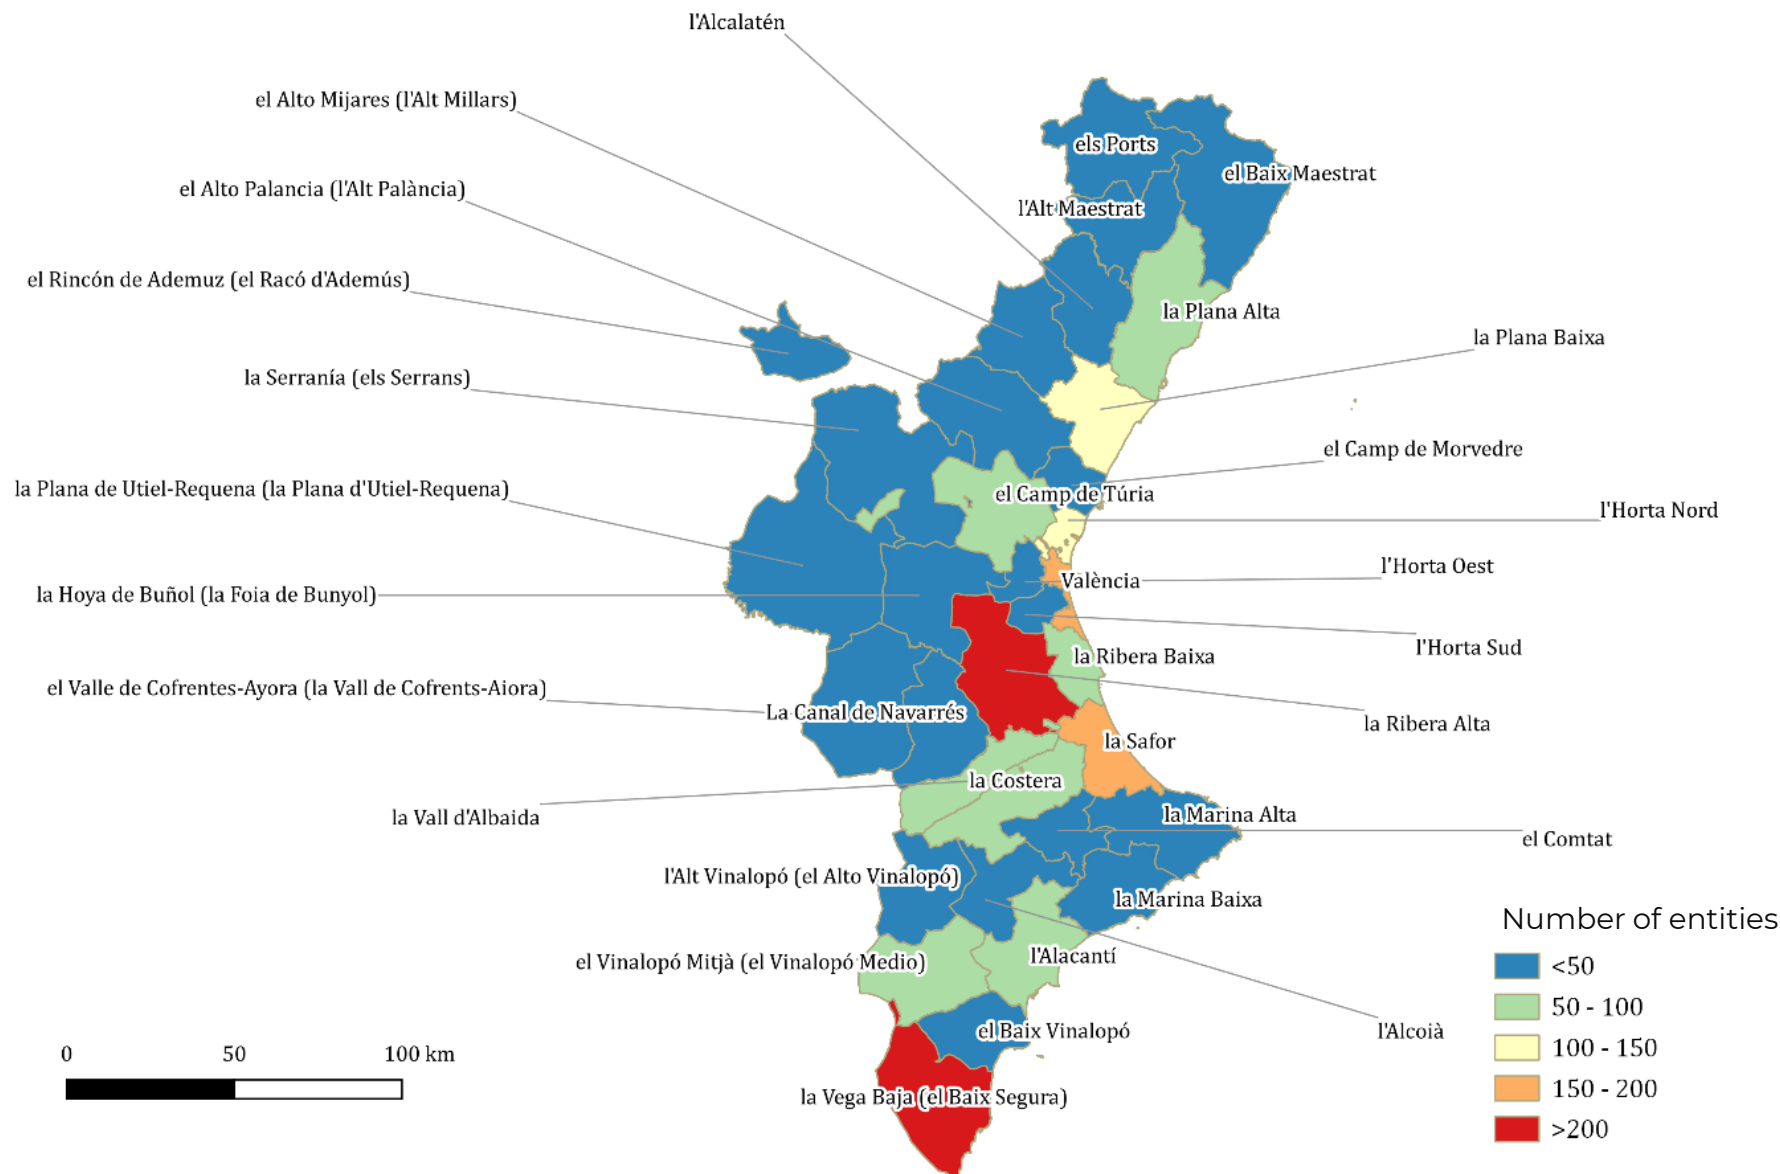 l'Alcalatén
el Alto Mijares (l'Alt Millars)
els Ports
el Baix Maestrat
el Alto Palancia (l'Alt Palància)
l'Alt Maestrat
el Rincón de Ademuz (el Racó d'Ademús)
la Plana Alta
la Plana Baixa
la Serranía (els Serrans)
el Camp de Morvedre
la Plana de Utiel-Requena (la Plana d'Utiel-Requena)
el Camp de Túria
l'Horta Nord
l'Horta Oest
València
la Hoya de Buñol (la Foia de Bunyol)
l'Horta Sud
la Ribera Baixa
el Valle de Cofrentes-Ayora (la Vall de Cofrents-Aiora)
La Canal de Navarrés
la Ribera Alta
la Safor
la Costera
la Vall d'Albaida
la Marina Alta
el Comtat
l'Alt Vinalopó (el Alto Vinalopó)
la Marina Baixa
el Vinalopó Mitjà (el Vinalopó Medio)
l'Alacantí
el Baix Vinalopó
l'Alcoià
la Vega Baja (el Baix Segura)
Number of entities
<50
50 - 100
100 - 150
150 - 200
>200
0 50 100 km